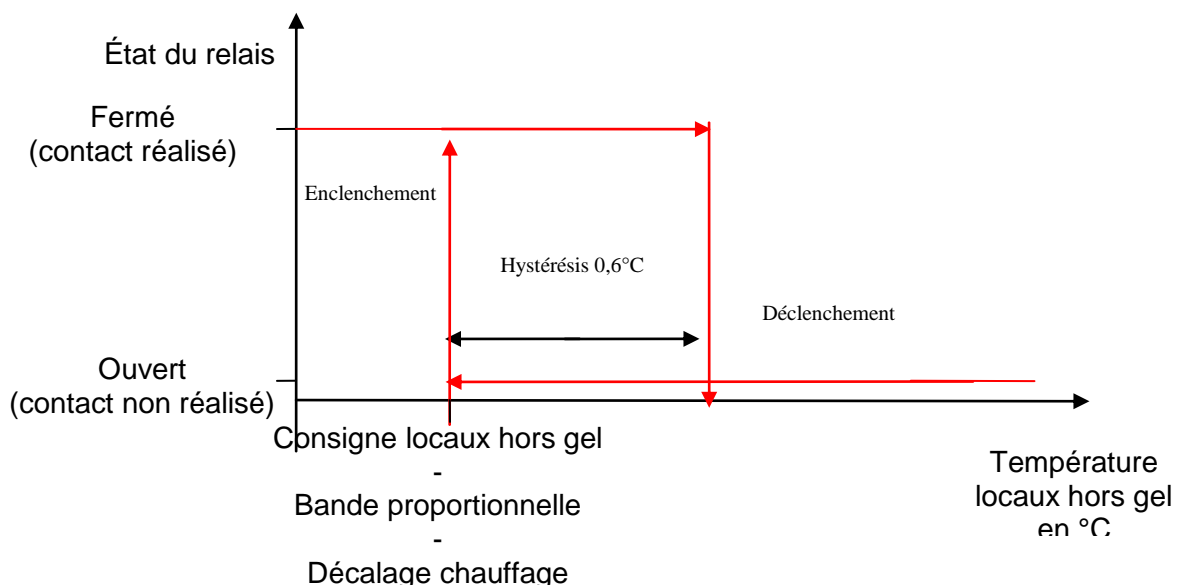 État du relais
Fermé
(contact réalisé)
Enclenchement
Hystérésis 0,6°C
Déclenchement
Ouvert
(contact non réalisé)
Consigne locaux hors gel
-
Bande proportionnelle
-
Décalage chauffage
Température
locaux hors gel
en °C